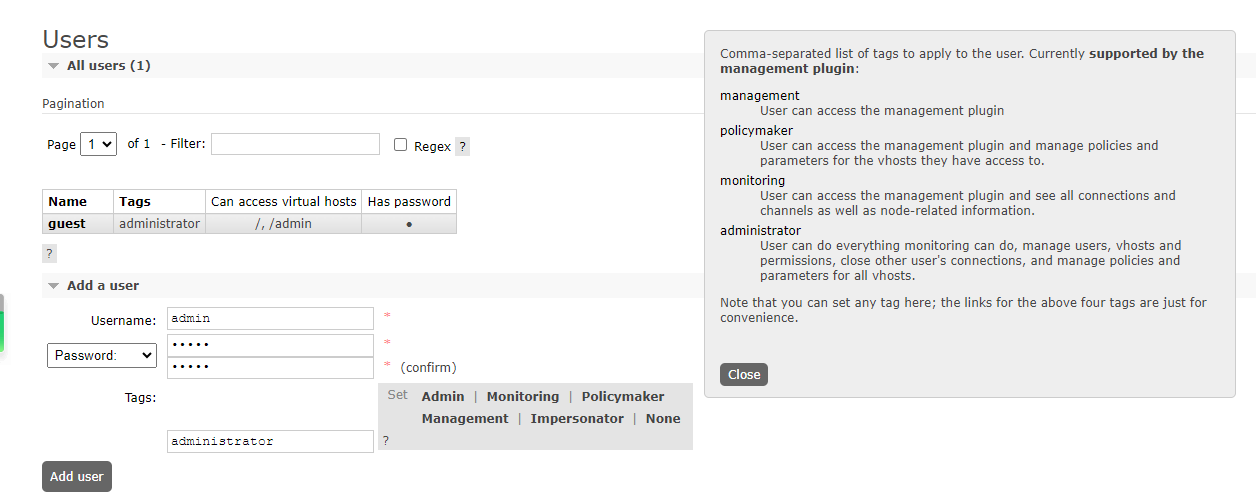 Users
All users (1)
Pagination
Page 1 of 1 - Filter: Regex ?
Name Tags Can access virtual hosts Has password
guest administrator /, /admin ●
?
Add a user
Username: admin *
Password: ••••• *
••••• * (confirm)
Tags: Set Admin | Monitoring | Policymaker
Management | Impersonator | None
administrator ?
Add user
Comma-separated list of tags to apply to the user. Currently supported by the
management plugin:
management
User can access the management plugin
policymaker
User can access the management plugin and manage policies and
parameters for the vhosts they have access to.
monitoring
User can access the management plugin and see all connections and
channels as well as node-related information.
administrator
User can do everything monitoring can do, manage users, vhosts and
permissions, close other user's connections, and manage policies and
parameters for all vhosts.
Note that you can set any tag here; the links for the above four tags are just for
convenience.
Close